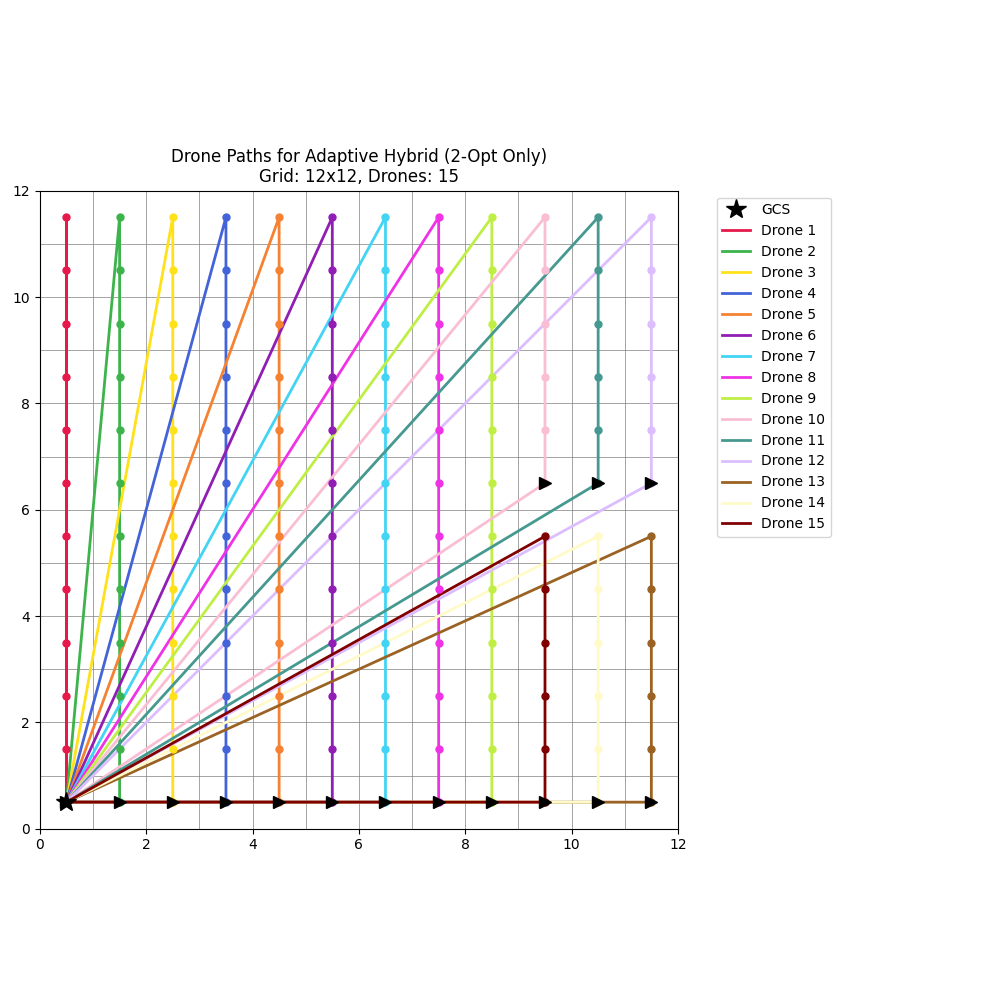 Drone Paths for Adaptive Hybrid (2-Opt Only)
Grid: 12x12, Drones: 15
12
10
8
6
4
2
0
0 2 4 6 8 10 12
GCS
Drone 1
Drone 2
Drone 3
Drone 4
Drone 5
Drone 6
Drone 7
Drone 8
Drone 9
Drone 10
Drone 11
Drone 12
Drone 13
Drone 14
Drone 15